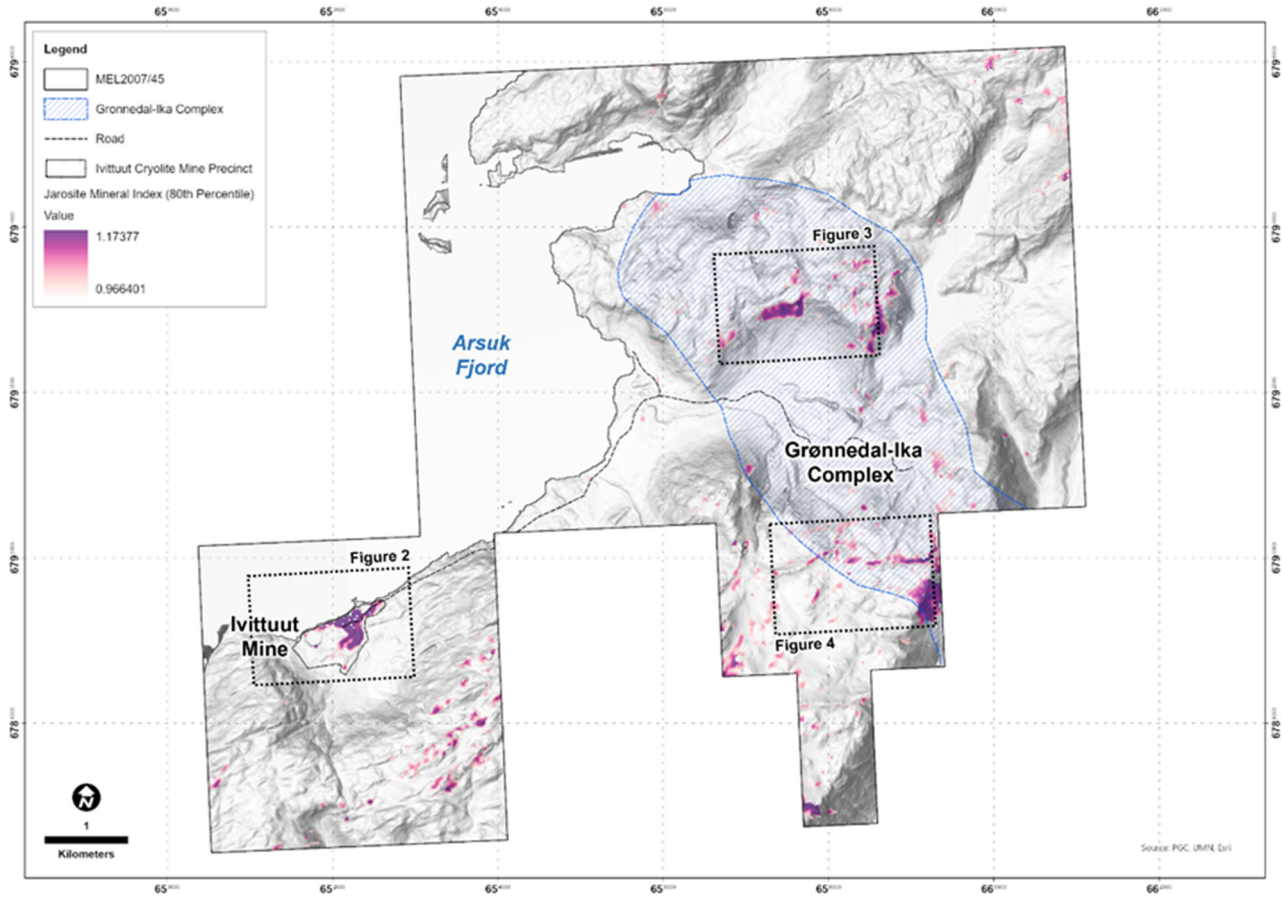 Legend
MEL2007/45
Gronnedal-Ika Complex
Road
Ivittuut Cryolite Mine Precinct
Jarosite Mineral Index (80th Percentile)
Value
1.17377
0.966401
Figure 3
Arsuk
Fjord
Grønnedal-Ika
Complex
Figure 2
Ivittuut
Mine
Figure 4
N
1
Kilometers
Source: PGC, UMN, Esri